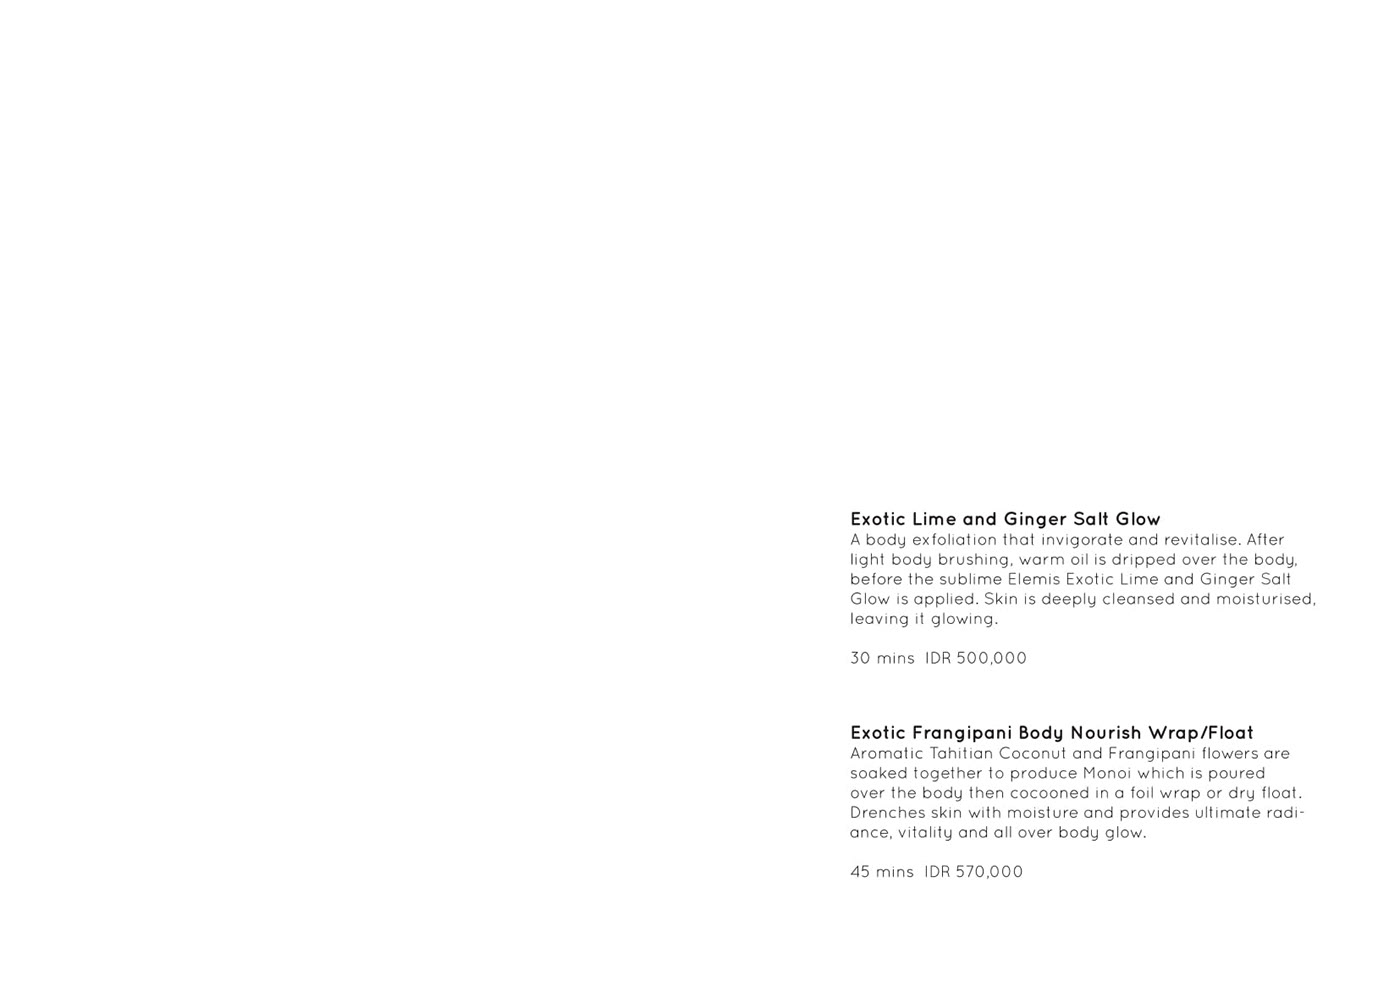 Exotic Lime and Ginger Salt Glow
A body exfoliation that invigorate and revitalise. After
light body brushing, warm oil is dripped over the body,
before the sublime Elemis Exotic Lime and Ginger Salt
Glow is applied. Skin is deeply cleansed and moisturised,
leaving it glowing.
30 mins  IDR 500,000
Exotic Frangipani Body Nourish Wrap/Float
Aromatic Tahitian Coconut and Frangipani flowers are
soaked together to produce Monoi which is poured
over the body then cocooned in a foil wrap or dry float.
Drenches skin with moisture and provides ultimate radi-
ance, vitality and all over body glow.
45 mins  IDR 570,000